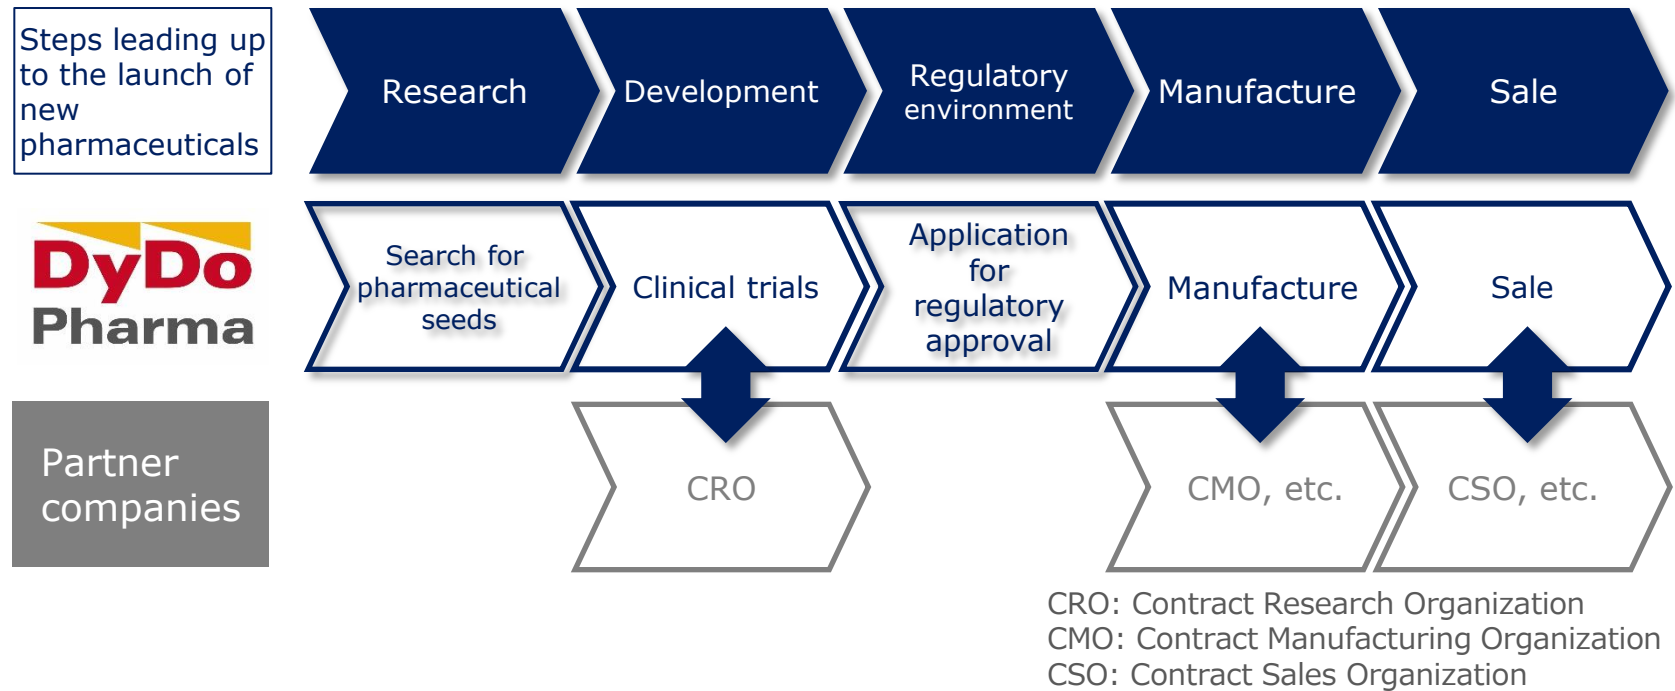 Steps leading up
to the launch of
new
pharmaceuticals
Research
Development
Regulatory
environment
Manufacture
Sale
DyDo
Pharma
Search for
pharmaceutical
seeds
Clinical trials
Application
for
regulatory
approval
Manufacture
Sale
Partner
companies
CRO
CMO, etc.
CSO, etc.
CRO: Contract Research Organization
CMO: Contract Manufacturing Organization
CSO: Contract Sales Organization